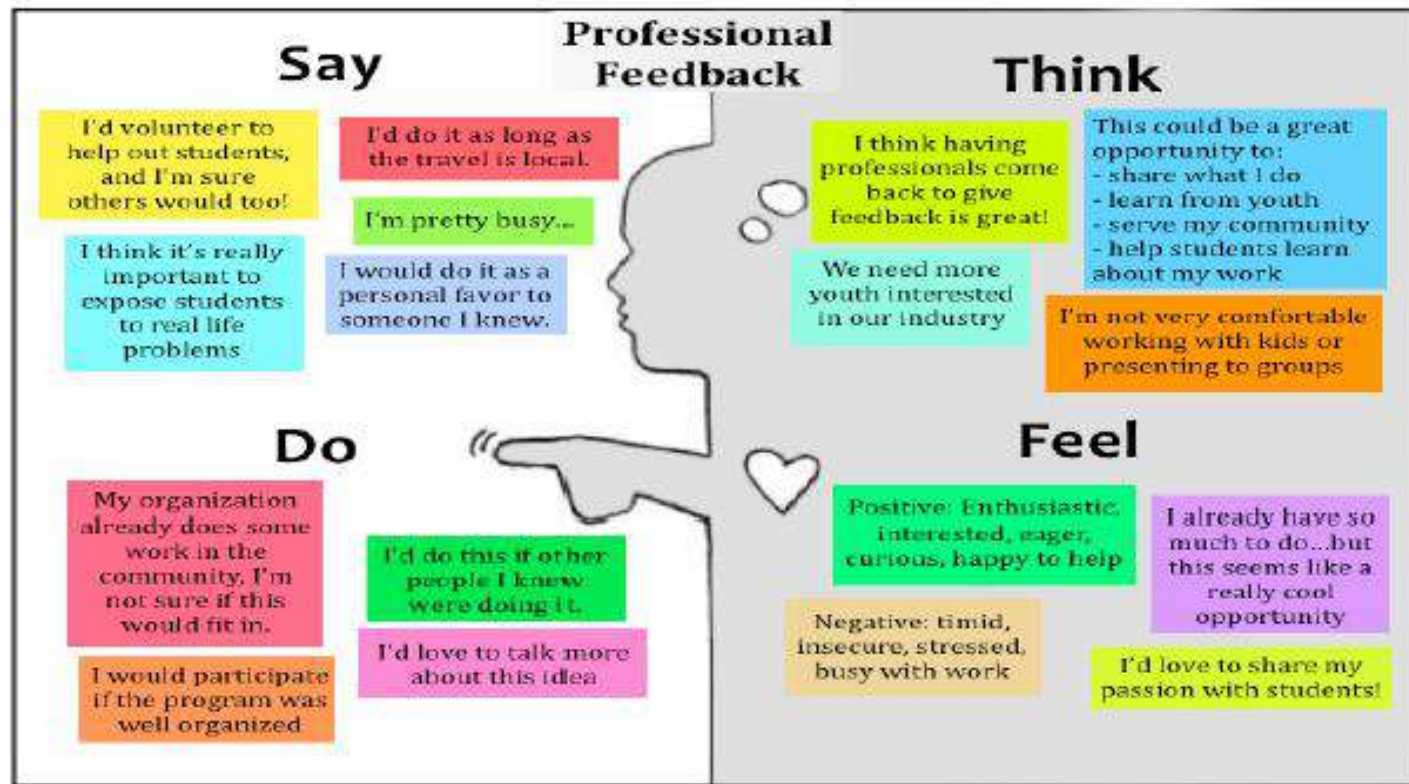 Professional
Feedback
Say
I'd volunteer to
help out students,
and I'm sure
others would too!
I'd do it as long as
the travel is local.
I'm pretty busy...
I think it's really
important to
expose students
to real life
problems
I would do it as a
personal favor to
someone I knew.
Think
I think having
professionals come
back to give
feedback is great!
This could be a great
opportunity to:
- share what I do
- learn from youth
- serve my community
- help students learn
about my work
We need more
youth interested
in our industry
I'm not very comfortable
working with kids or
presenting to groups
Do
My organization
already does some
work in the
community, I'm
not sure if this
would fit in.
I'd do this if other
people I knew
were doing it.
I would participate
if the program was
well organized
I'd love to talk more
about this idea
Feel
Positive: Enthusiastic,
interested, eager,
curious, happy to help
I already have so
much to do...but
this seems like a
really cool
opportunity
Negative: timid,
insecure, stressed,
busy with work
I'd love to share my
passion with students!